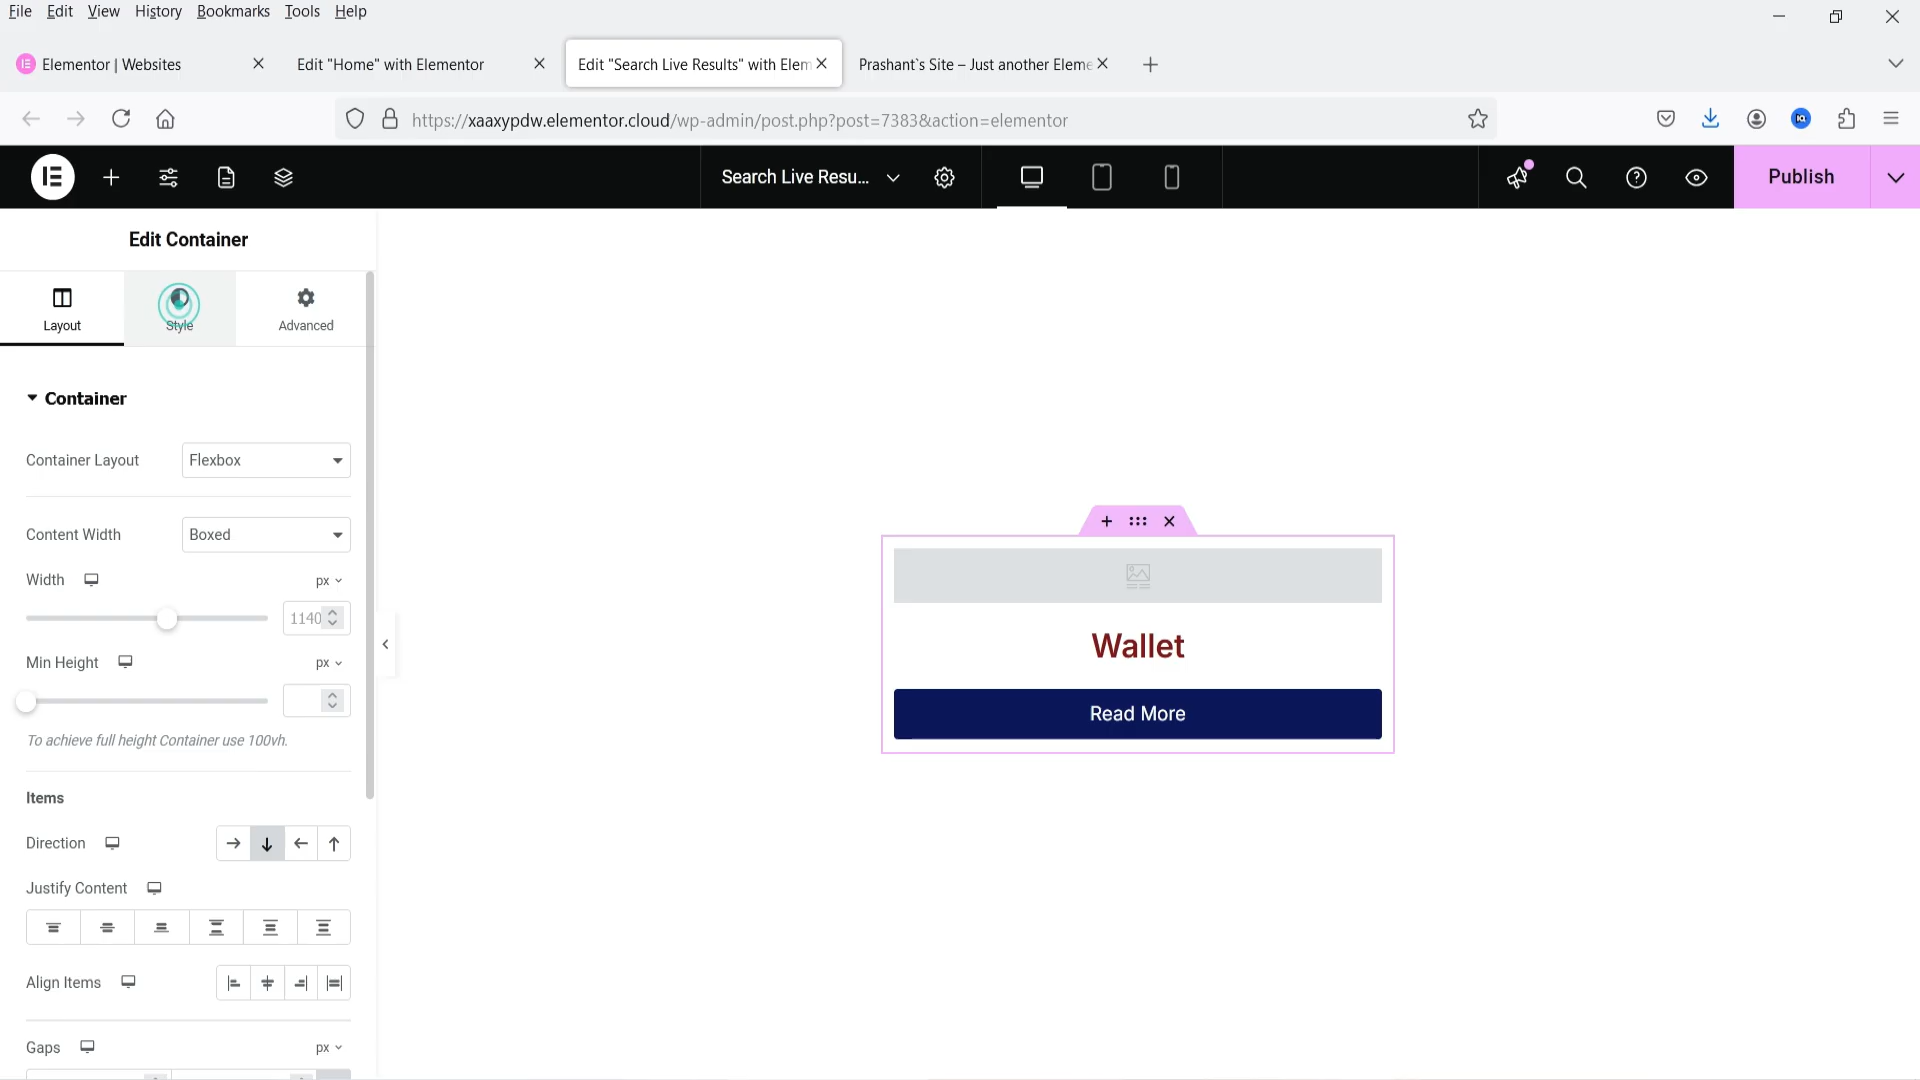 File Edit View History Bookmarks Tools Help
Elementor | Websites
Edit "Home" with Elementor
Edit "Search Live Results" with Elem
Prashant`s Site – Just another Eleme
https://xaaxypdw.elementor.cloud/wp-admin/post.php?post=7383&action=elementor
Search Live Resu...
Publish
Edit Container
Layout
Style
Advanced
Container
Container Layout
Flexbox
Content Width
Boxed
Width
px
1140
Min Height
px
To achieve full height Container use 100vh.
Items
Direction
Justify Content
Align Items
Gaps
px
Wallet
Read More